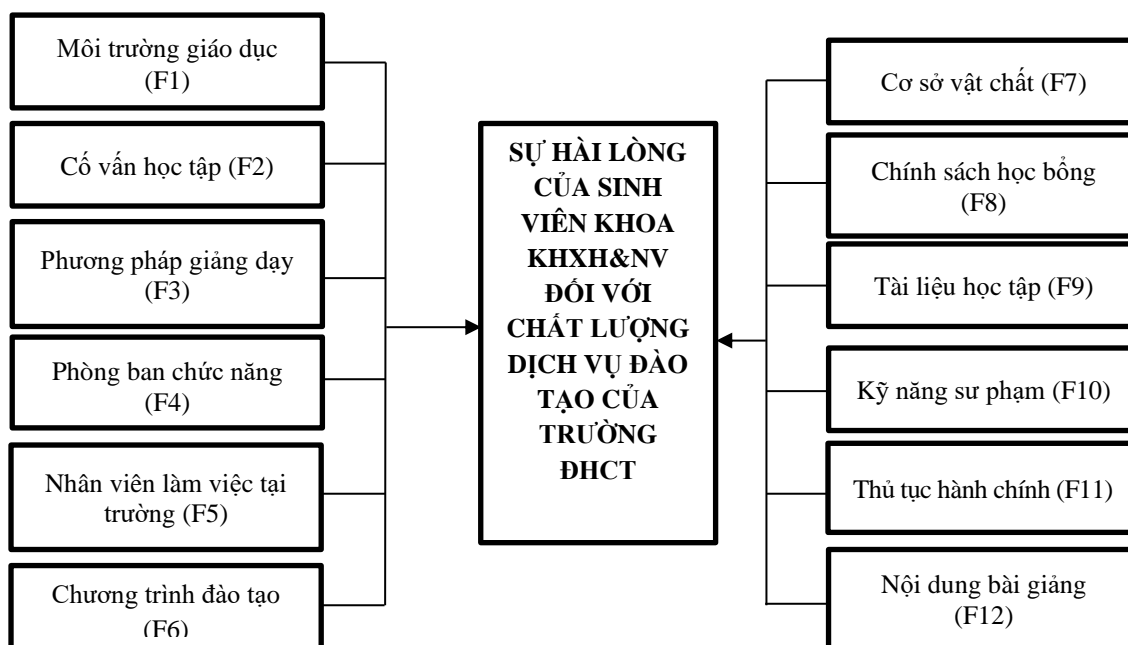 Môi trường giáo dục
(F1)
Cố vấn học tập (F2)
Phương pháp giảng dạy
(F3)
Phòng ban chức năng
(F4)
Nhân viên làm việc tại
trường (F5)
Chương trình đào tạo
(F6)
SỰ HÀI LÒNG
CỦA SINH
VIÊN KHOA
KHXH&NV
ĐỐI VỚI
CHẤT LƯỢNG
DỊCH VỤ ĐÀO
TẠO CỦA
TRƯỜNG
ĐHCT
Cơ sở vật chất (F7)
Chính sách học bổng
(F8)
Tài liệu học tập (F9)
Kỹ năng sư phạm (F10)
Thủ tục hành chính (F11)
Nội dung bài giảng
(F12)